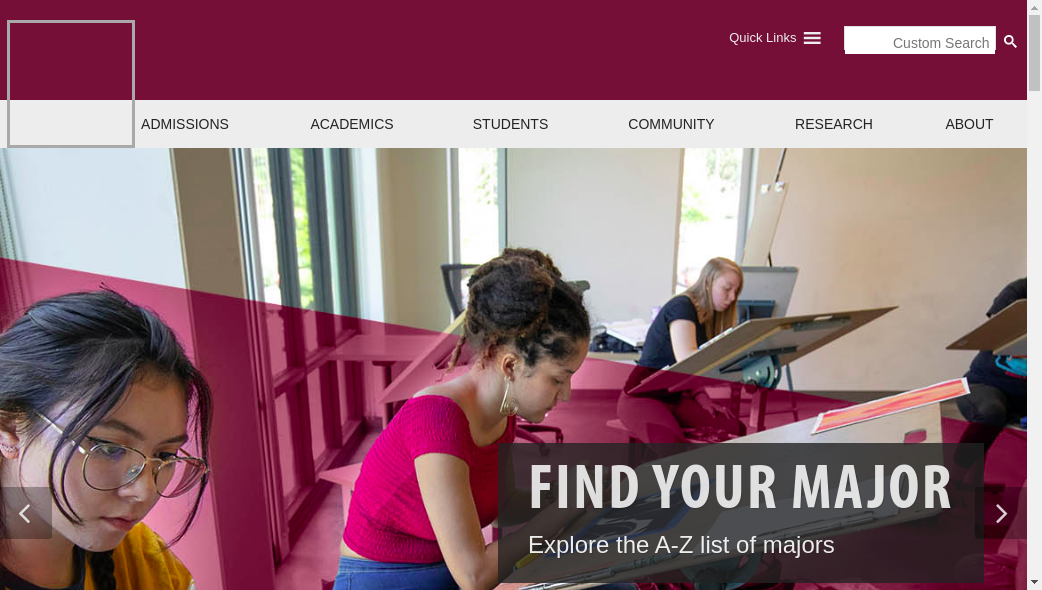 Quick Links
Custom Search
ADMISSIONS
ACADEMICS
STUDENTS
COMMUNITY
RESEARCH
ABOUT
FIND YOUR MAJOR
Explore the A-Z list of majors